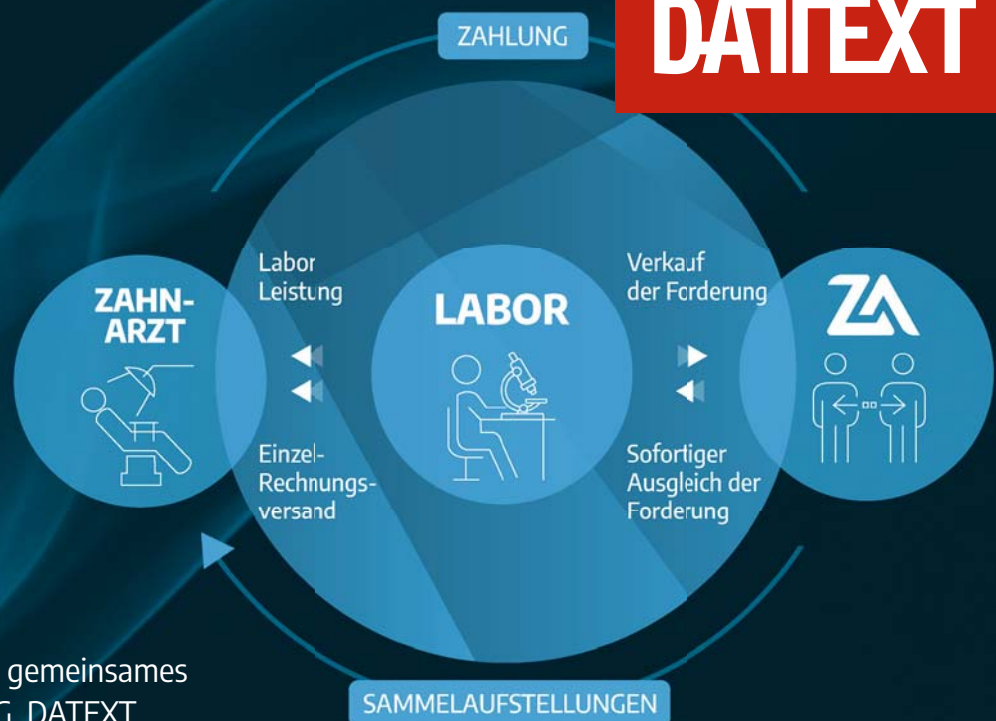 ZAHLUNG
DATEXT
Labor
Leistung
Verkauf
der Forderung
ZAHN-
ARZT
LABOR
ZA
Einzel-
Rechnungs-
versand
Sofortiger
Ausgleich der
Forderung
gemeinsames
G, DATEXT
SAMMELAUFSTELLUNGEN